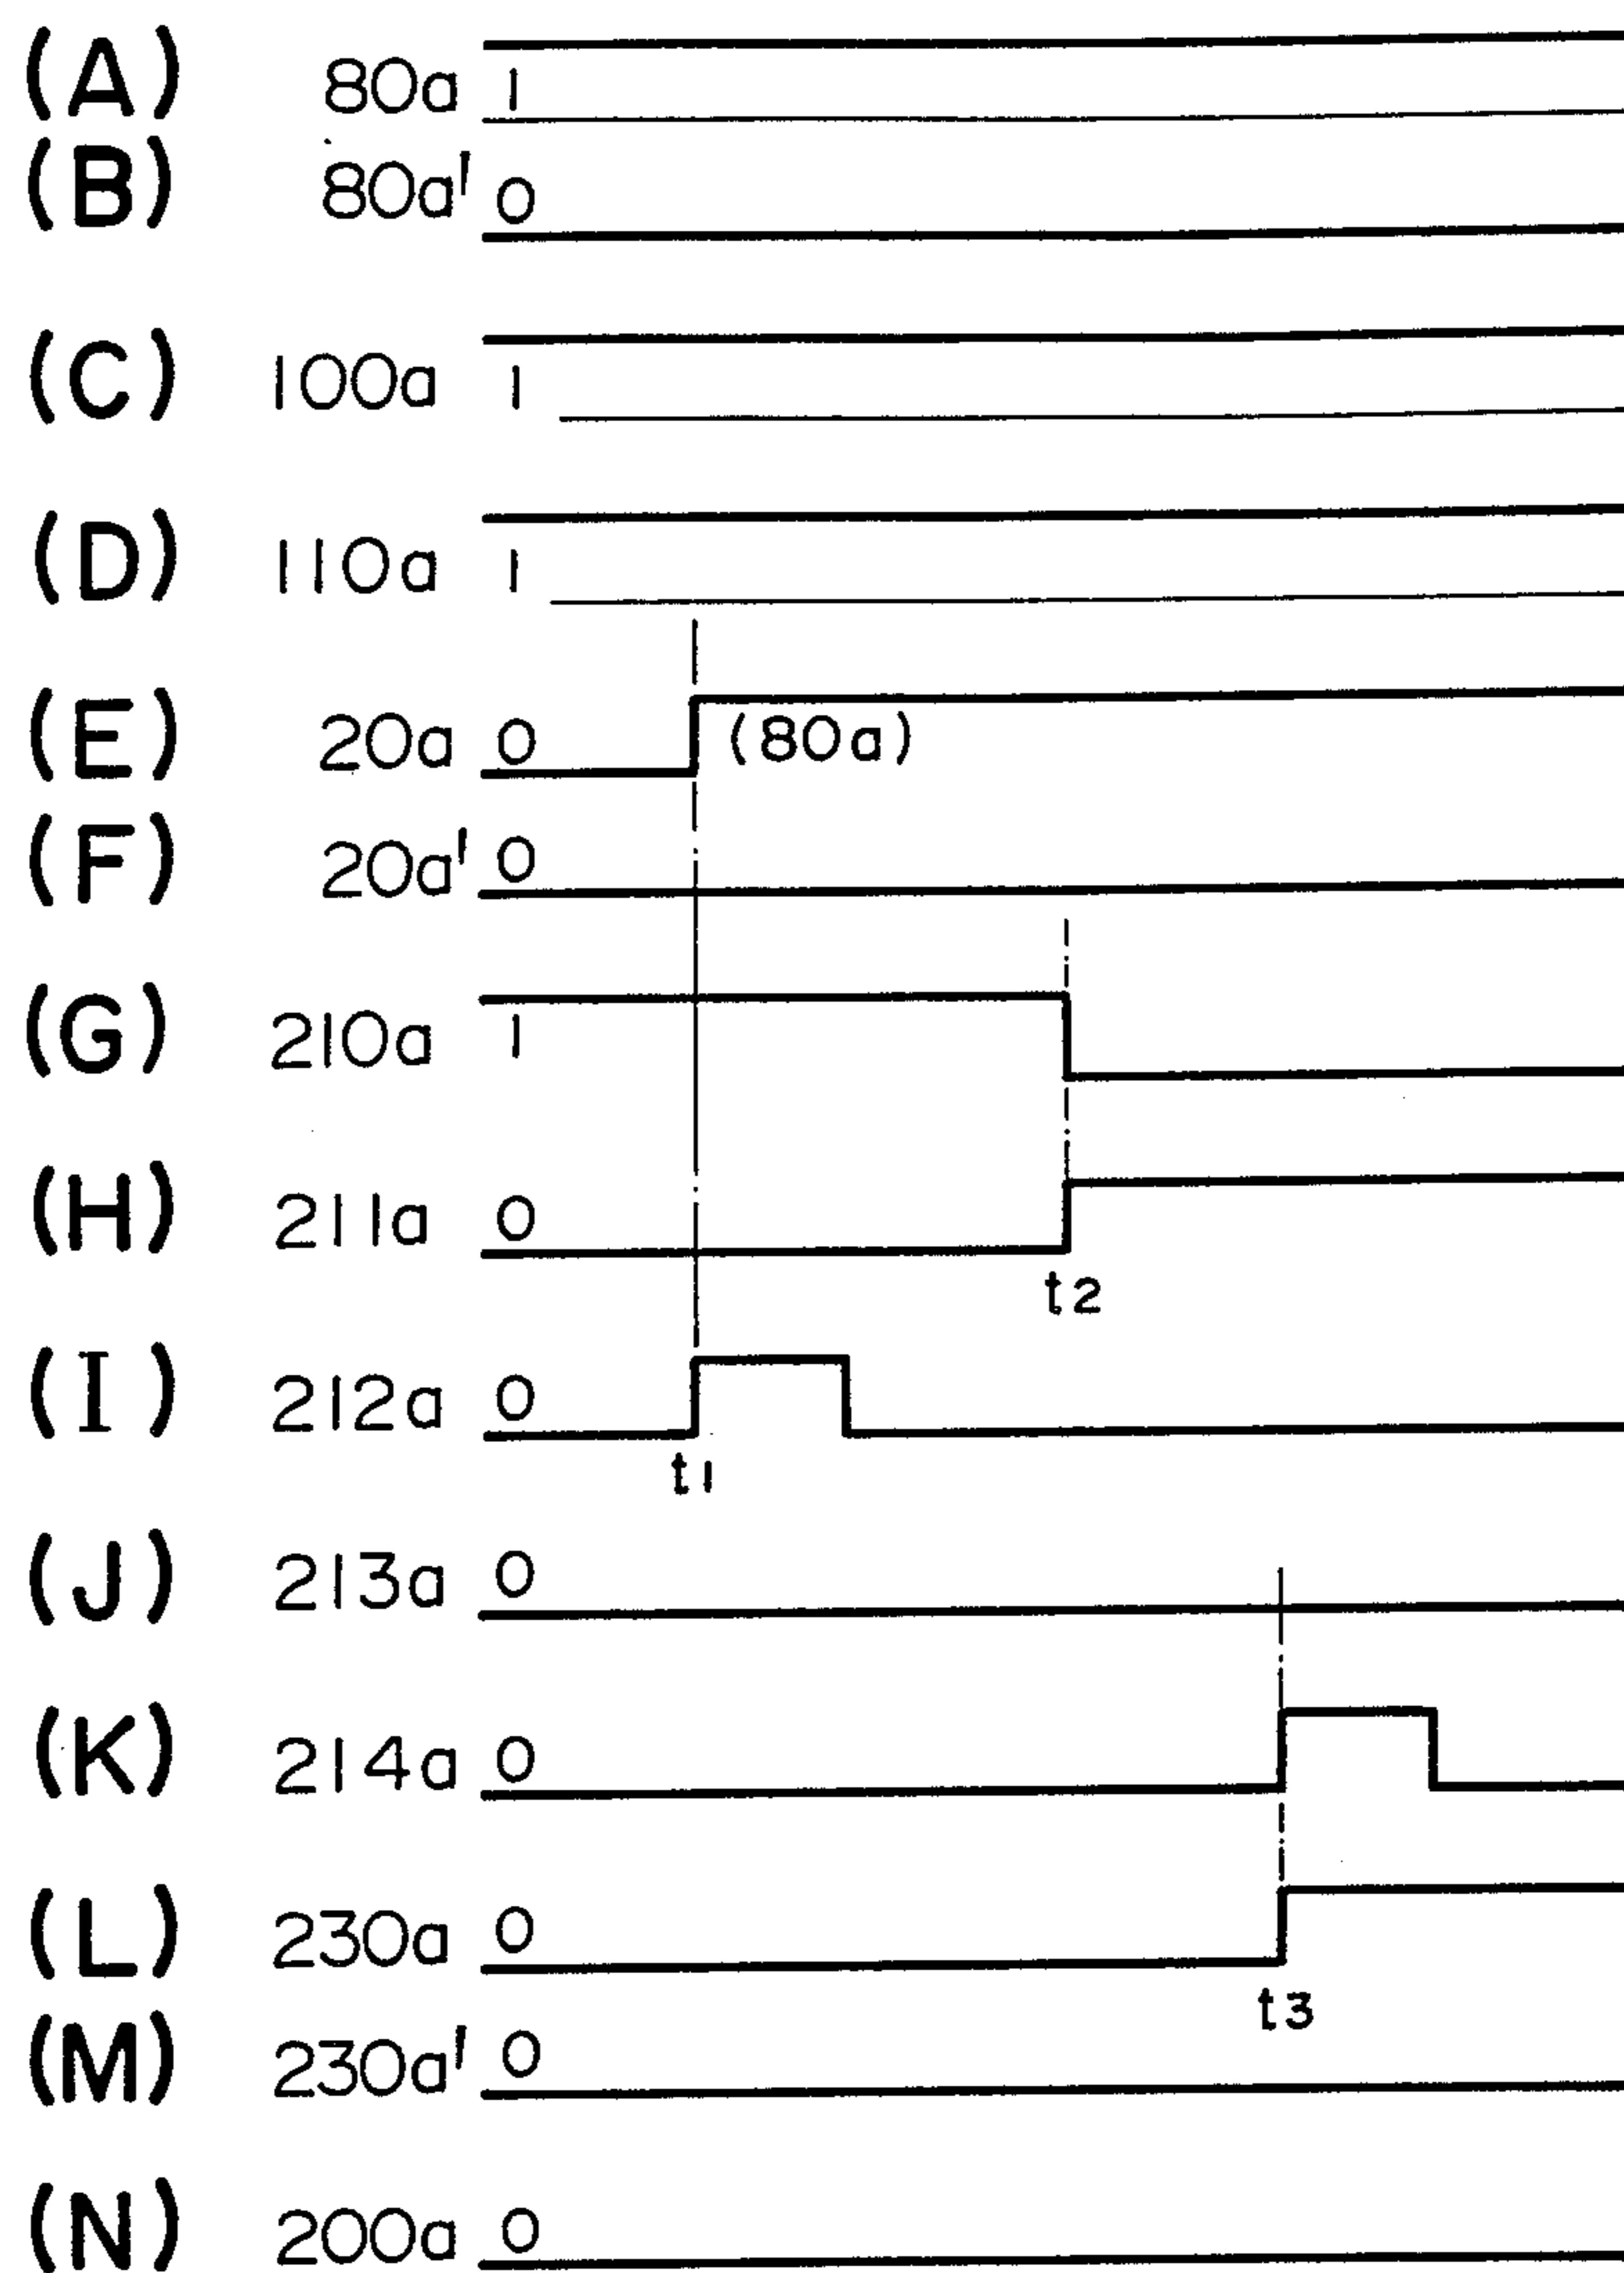 (A) 80a 1
(B) 80a' 0
(C) 100a 1
(D) 110a 1
(E) 20a 0 (80a)
(F) 20a' 0
(G) 210a 1
(H) 211a 0
t2
(I) 212a 0
t1
(J) 213a 0
(K) 214a 0
(L) 230a 0
t3
(M) 230a' 0
(N) 200a 0